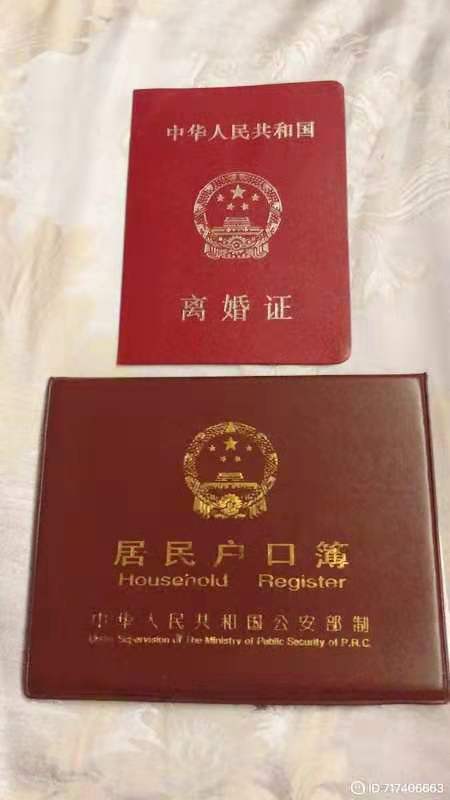 中华人民共和国
离婚证
居民户口簿
Household Register
中华人民共和国公安部制
Under Supervision of The Ministry of Public Security of P.R.C.
ID:717406663